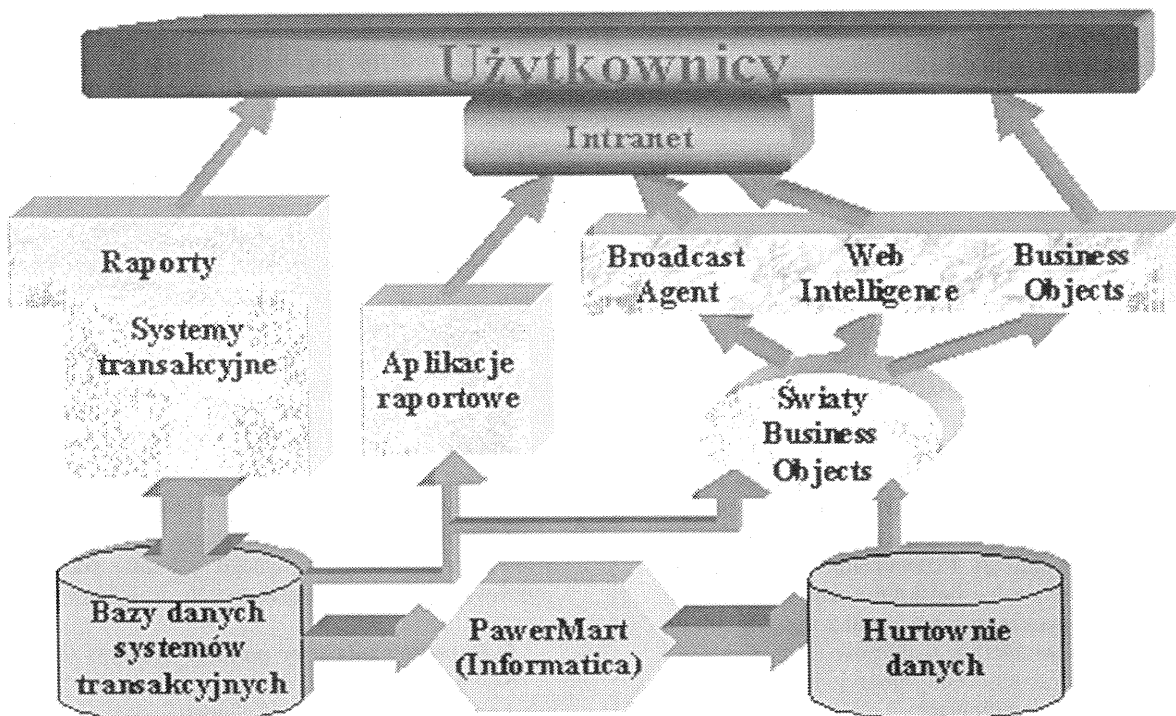 Użytkownicy
Intranet
Raporty
Systemy
transakcyjne
Aplikacje
raportowe
Broadcast
Agent
Web
Intelligence
Business
Objects
Światy
Business
Objects
Bazy danych
systemów
transakcyjnych
PawerMart
(Informatica)
Hurtownie
danych